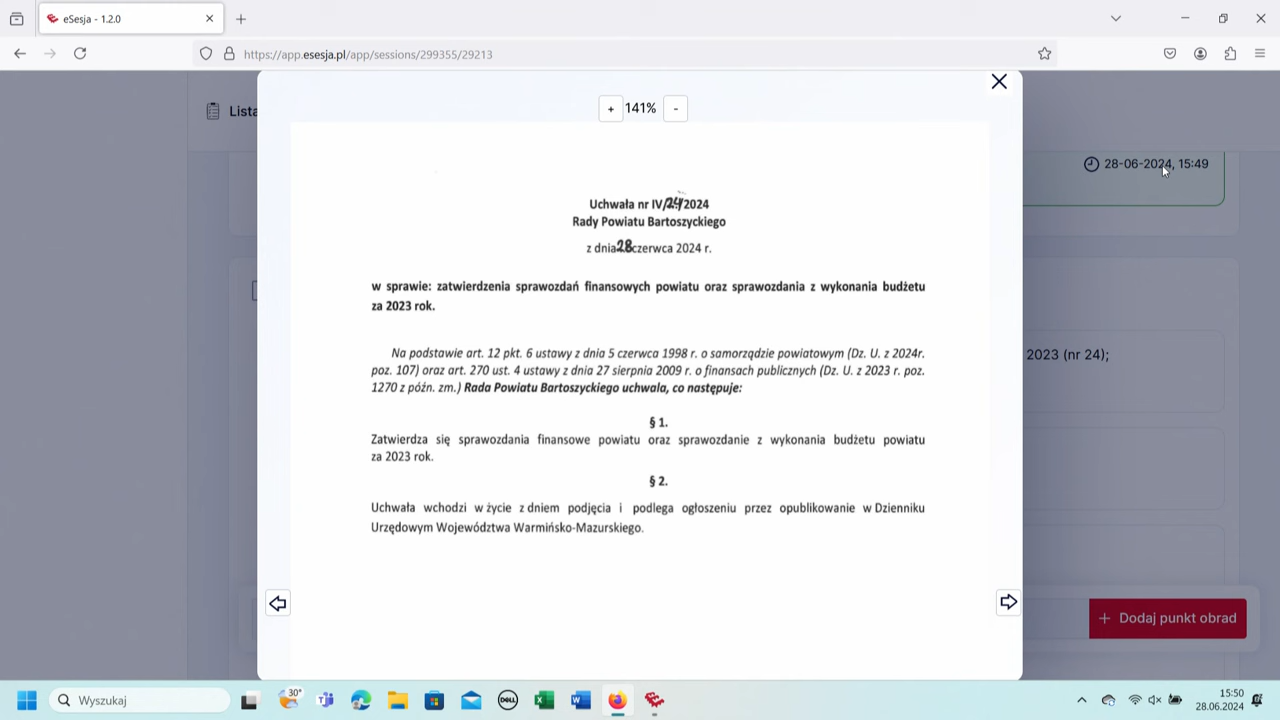 eSesja - 1.2.0
https://app.esesja.pl/app/sessions/299355/29213
Lista
+ 141% -
28-06-2024, 15:49
Uchwała nr IV/24/2024
Rady Powiatu Bartoszyckiego
z dnia 28 czerwca 2024 r.
w sprawie: zatwierdzenia sprawozdań finansowych powiatu oraz sprawozdania z wykonania budżetu
za 2023 rok.
Na podstawie art. 12 pkt. 6 ustawy z dnia 5 czerwca 1998 r. o samorządzie powiatowym (Dz. U. z 2024r.
poz. 107) oraz art. 270 ust. 4 ustawy z dnia 27 sierpnia 2009 r. o finansach publicznych (Dz. U. z 2023 r. poz.
1270 z późn. zm.) Rada Powiatu Bartoszyckiego uchwala, co następuje:
2023 (nr 24);
§ 1.
Zatwierdza się sprawozdania finansowe powiatu oraz sprawozdanie z wykonania budżetu powiatu
za 2023 rok.
§ 2.
Uchwała wchodzi w życie z dniem podjęcia i podlega ogłoszeniu przez opublikowanie w Dzienniku
Urzędowym Województwa Warmińsko-Mazurskiego.
+ Dodaj punkt obrad
Wyszukaj
30°
DELL
15:50
28.06.2024